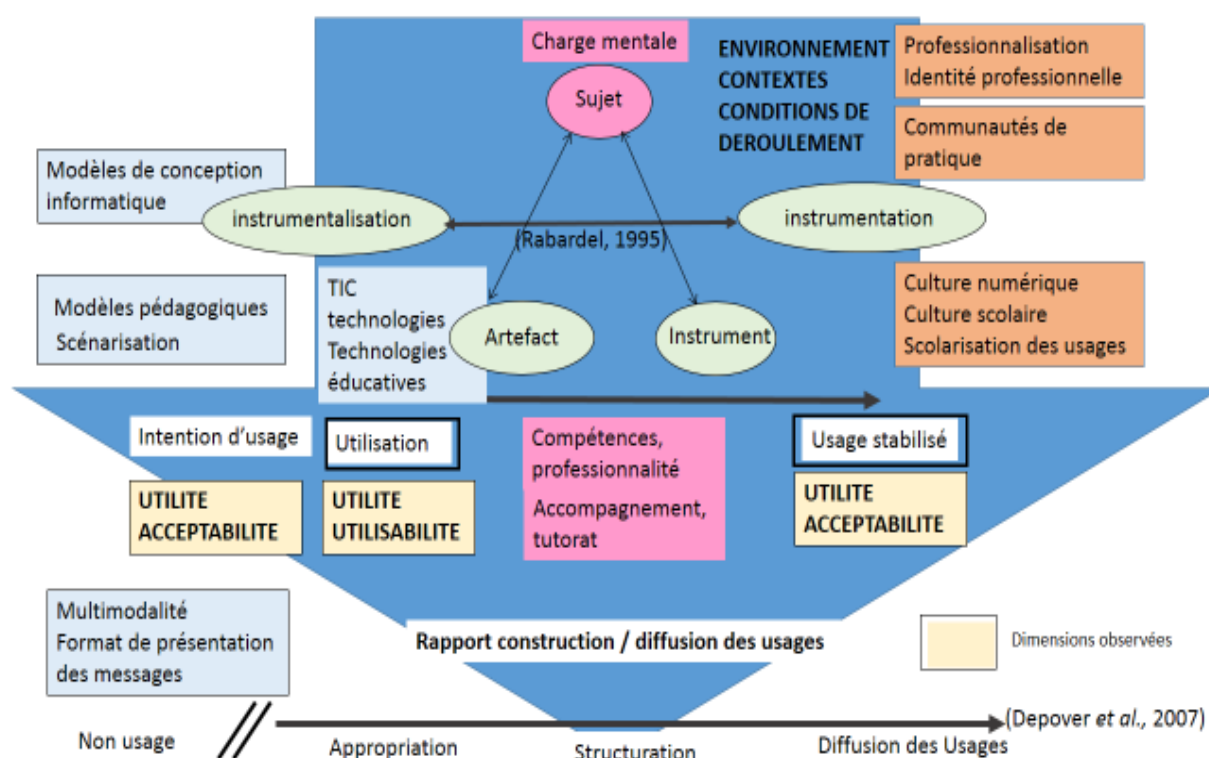 Charge mentale
Sujet
ENVIRONNEMENT
CONTEXTES
CONDITIONS DE
DEROULEMENT
Professionnalisation
Identité professionnelle
Communautés de
pratique
Modèles de conception
informatique
instrumentalisation
instrumentation
(Rabardel, 1995)
Modèles pédagogiques
Scénarisation
TIC
technologies
Technologies
éducatives
Artefact
Instrument
Culture numérique
Culture scolaire
Scolarisation des usages
Intention d’usage
Utilisation
Compétences,
professionnalité
Accompagnement,
tutorat
Usage stabilisé
UTILITE
ACCEPTABILITE
UTILITE
UTILISABILITE
UTILITE
ACCEPTABILITE
Multimodalité
Format de présentation
des messages
Rapport construction / diffusion des usages
Dimensions observées
(Depover et al., 2007)
Non usage
Appropriation
Structuration
Diffusion des Usages